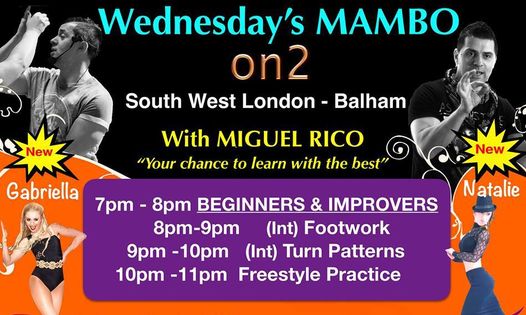 Wednesday's MAMBO
on2
South West London - Balham
With MIGUEL RICO
"Your chance to learn with the best"
New
Gabriella
New
Natalie
7pm - 8pm BEGINNERS & IMPROVERS
8pm-9pm (Int) Footwork
9pm -10pm (Int) Turn Patterns
10pm -11pm Freestyle Practice